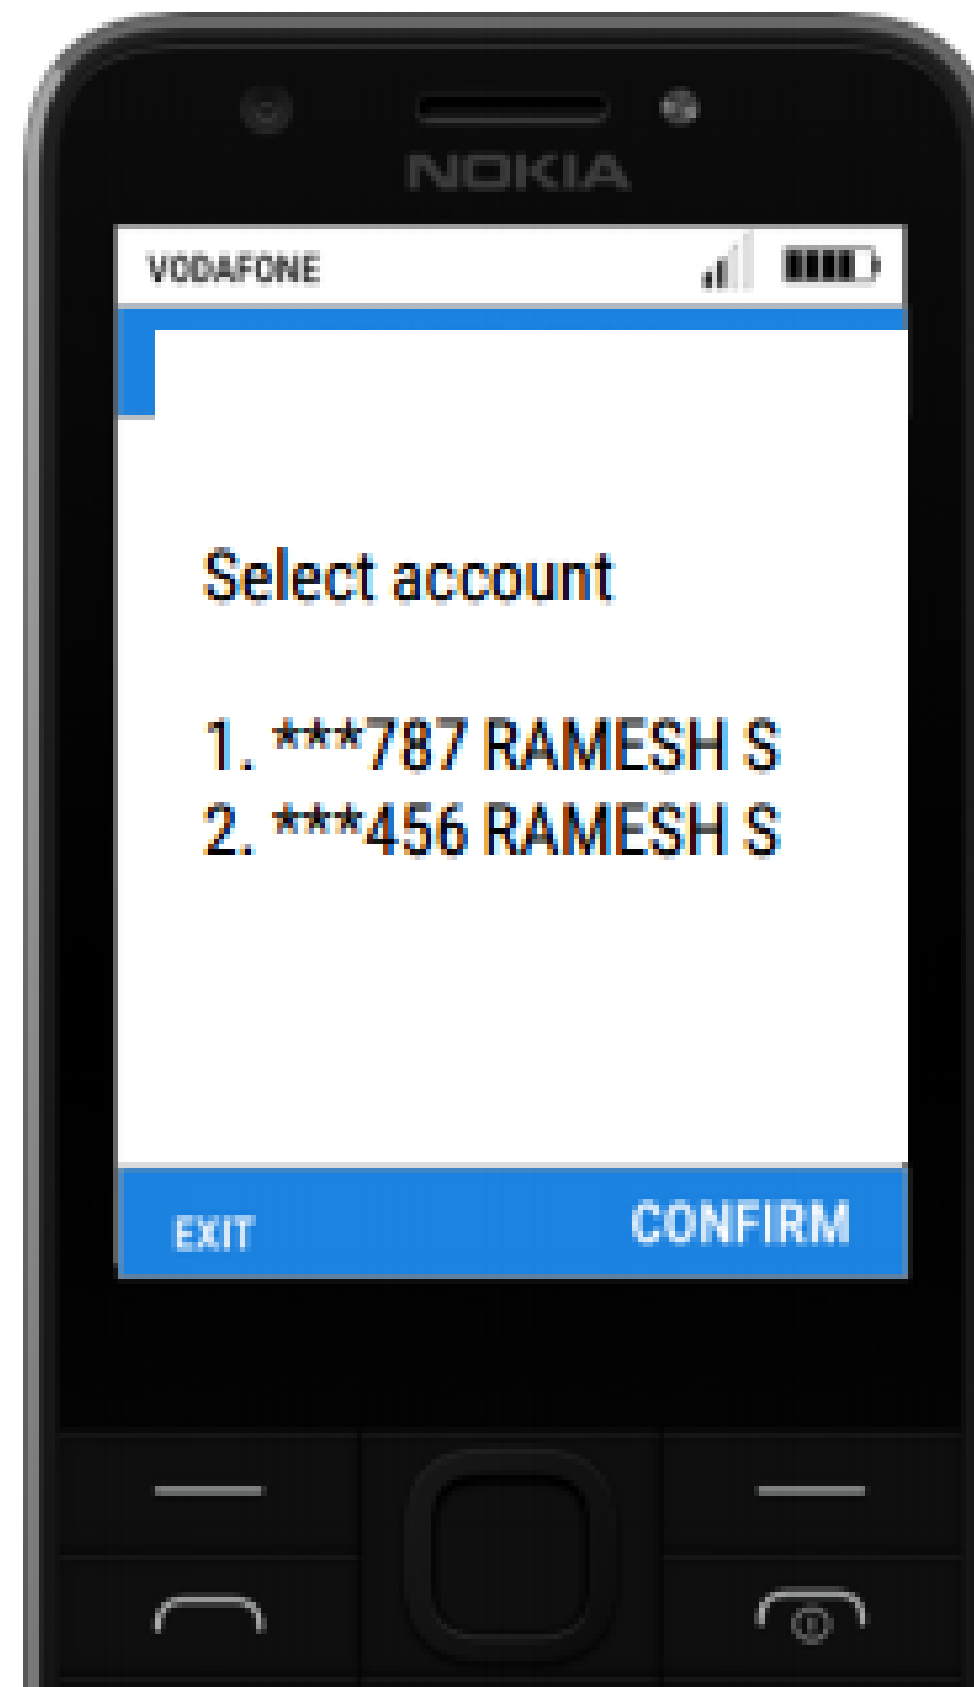 NOKIA
VODAFONE
Select account
1. ***787 RAMESH S
2. ***456 RAMESH S
EXIT
CONFIRM